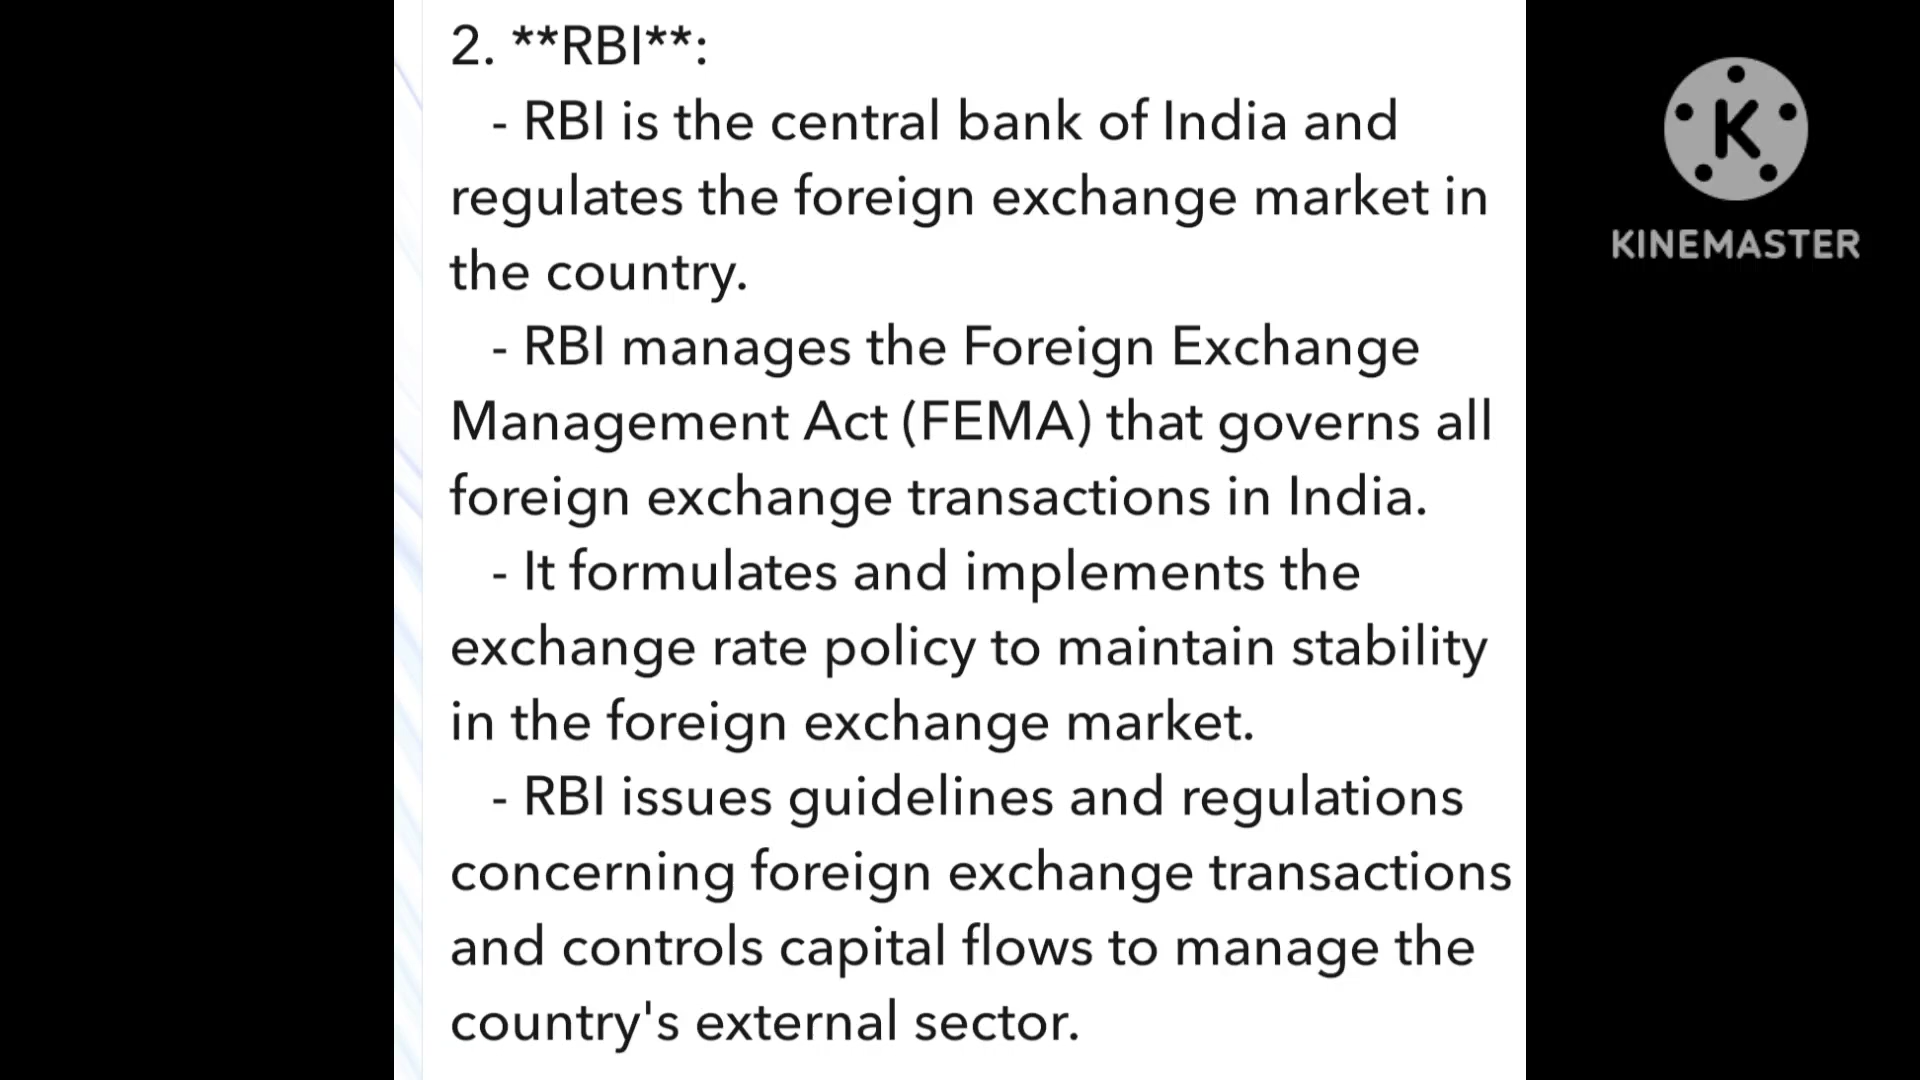 2. **RBI**:
- RBI is the central bank of India and
regulates the foreign exchange market in
the country.
- RBI manages the Foreign Exchange
Management Act (FEMA) that governs all
foreign exchange transactions in India.
- It formulates and implements the
exchange rate policy to maintain stability
in the foreign exchange market.
- RBI issues guidelines and regulations
concerning foreign exchange transactions
and controls capital flows to manage the
country's external sector.
K
KINEMASTER